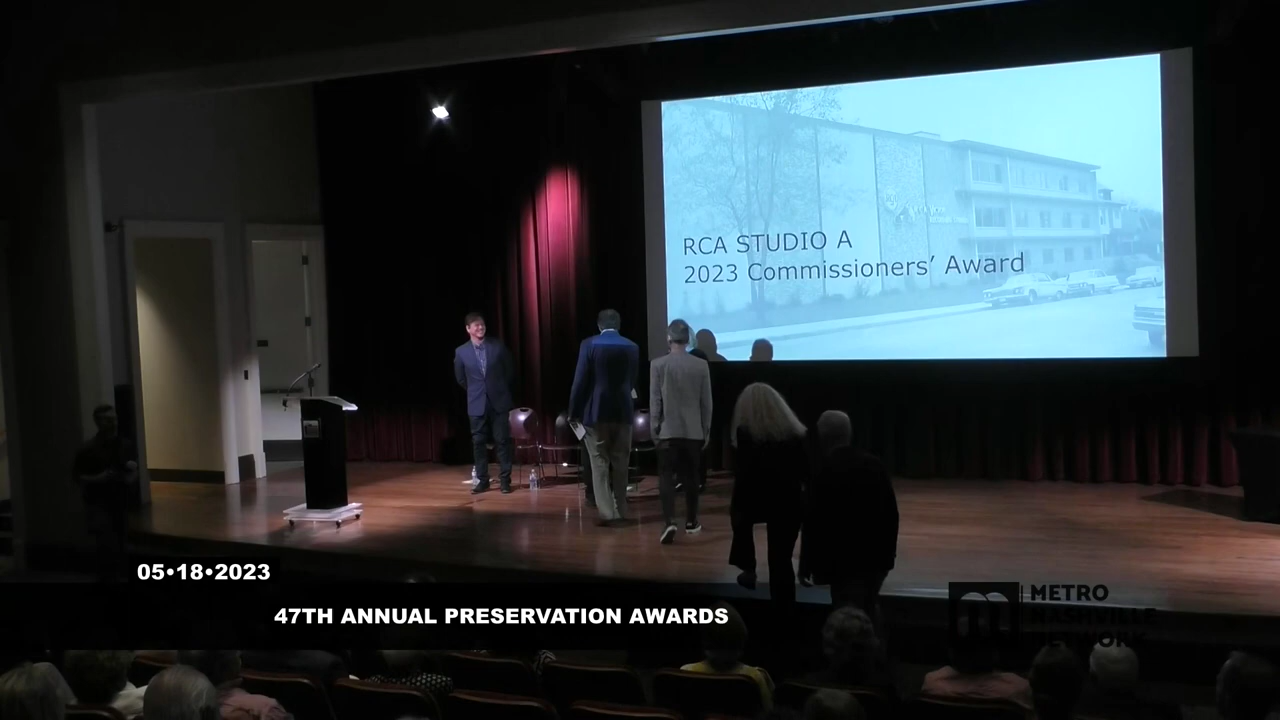 RCA STUDIO A
2023 Commissioners' Award
05•18•2023
47TH ANNUAL PRESERVATION AWARDS
METRO
NASHVILLE
NETWORK